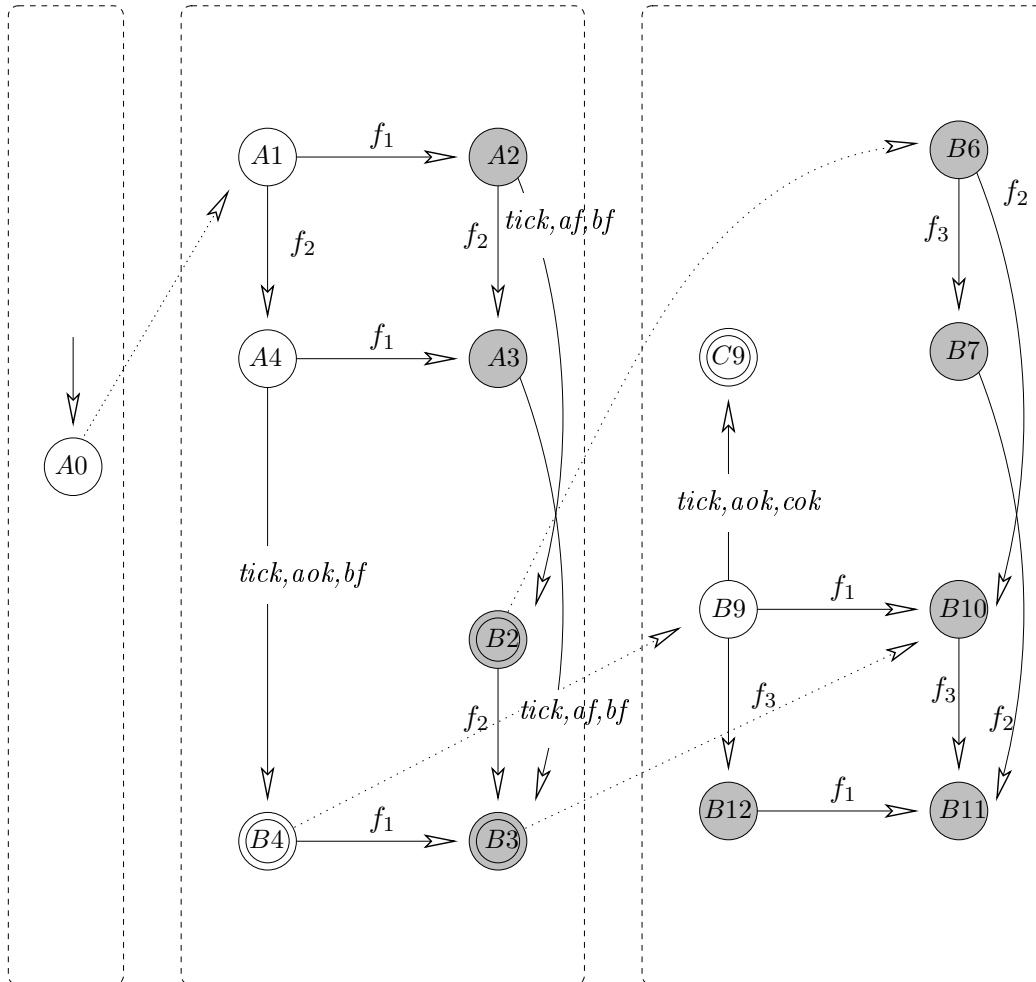 A1
f1
A2
B6
f2
tick,af,bf
f2
f2
f3
A4
f1
A3
C9
B7
A0
tick,aok,cok
tick,aok,bf
B9
f1
B10
B2
f2
tick,af,bf
f3
f3
f2
B12
f1
B11
B4
f1
B3